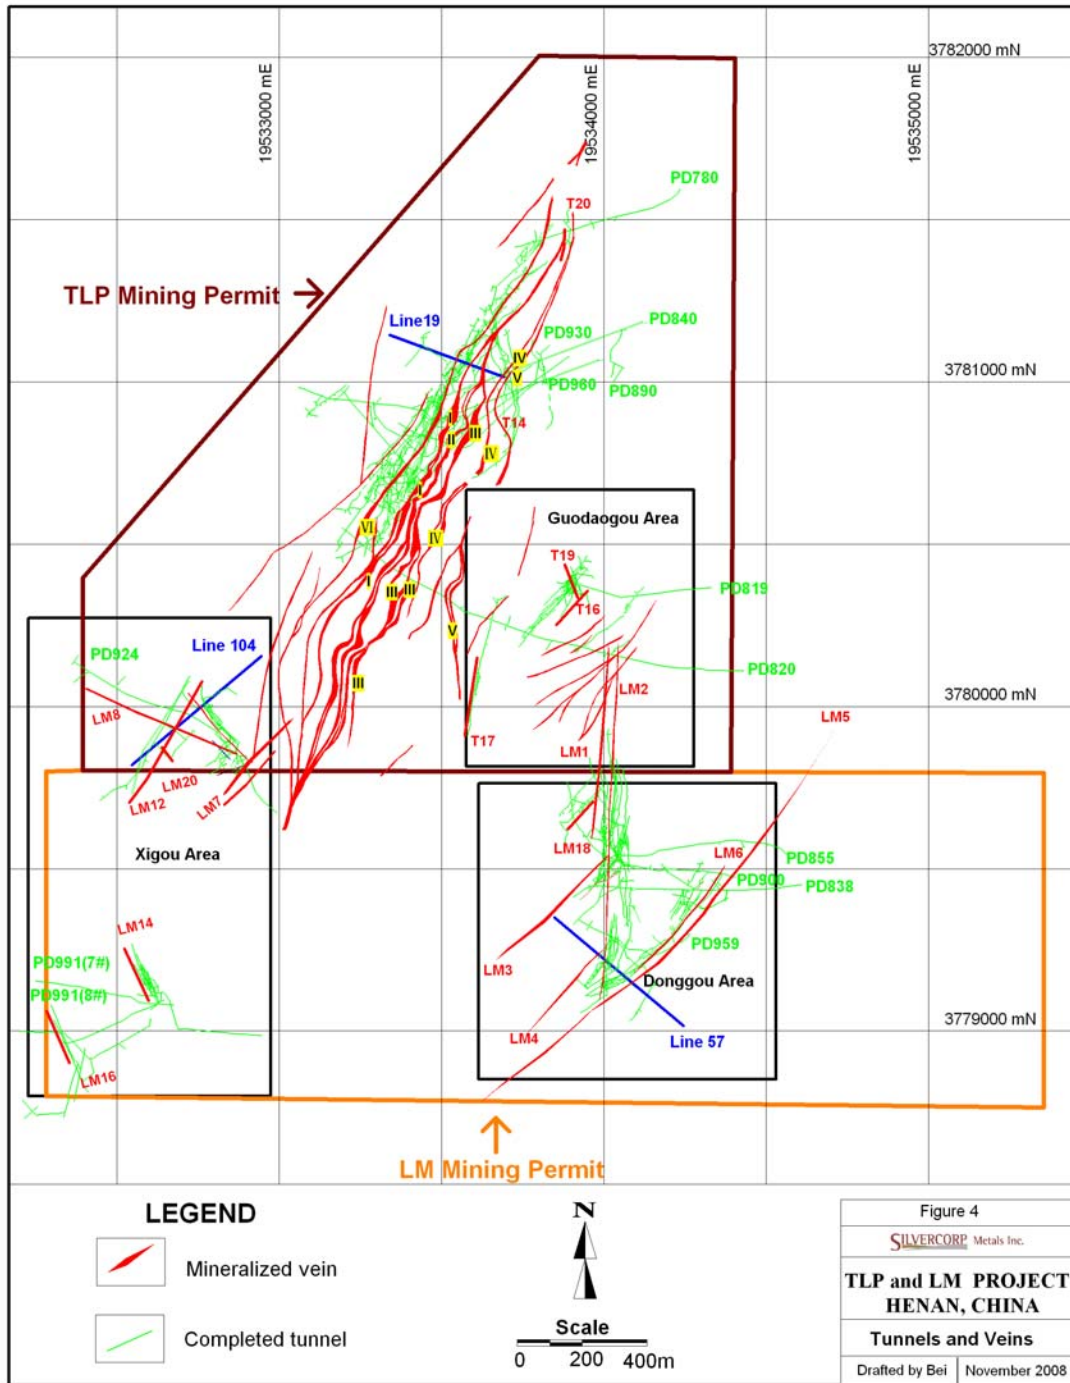 3782000 mN
19533000 mE
19534000 mE
19535000 mE
PD780
T20
TLP Mining Permit
Line19
PD930
PD840
IV
V
3781000 mN
PD980
PD890
I
II
III
T14
IV
I
Guodaogou Area
VI
IV
T19
I
III
III
PD819
T16
V
Line 104
PD924
PD820
III
LM2
LM8
LM5
3780000 mN
T17
LM1
LM20
LM12
LM7
Xigou Area
LM18
LM6
PD855
PD900
PD838
LM14
PD959
PD991(7#)
LM3
PD991(8#)
Donggou Area
3779000 mN
LM4
Line 57
LM16
LM Mining Permit
LEGEND
Mineralized vein
Completed tunnel
N
Scale
0 200 400m
Figure 4
SILVERCORP Metals Inc.
TLP and LM PROJECT
HENAN, CHINA
Tunnels and Veins
Drafted by Bei November 2008